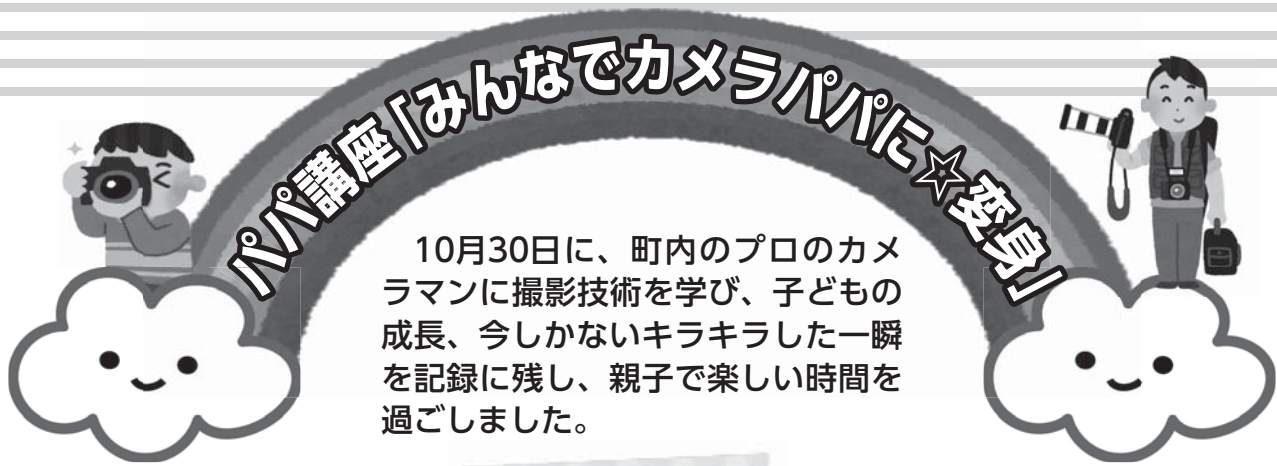 パパ講座「みんなでカメラパパに☆変身」
　10月30日に、町内のプロのカメ
ラマンに撮影技術を学び、子どもの
成長、今しかないキラキラした一瞬
を記録に残し、親子で楽しい時間を
過ごしました。